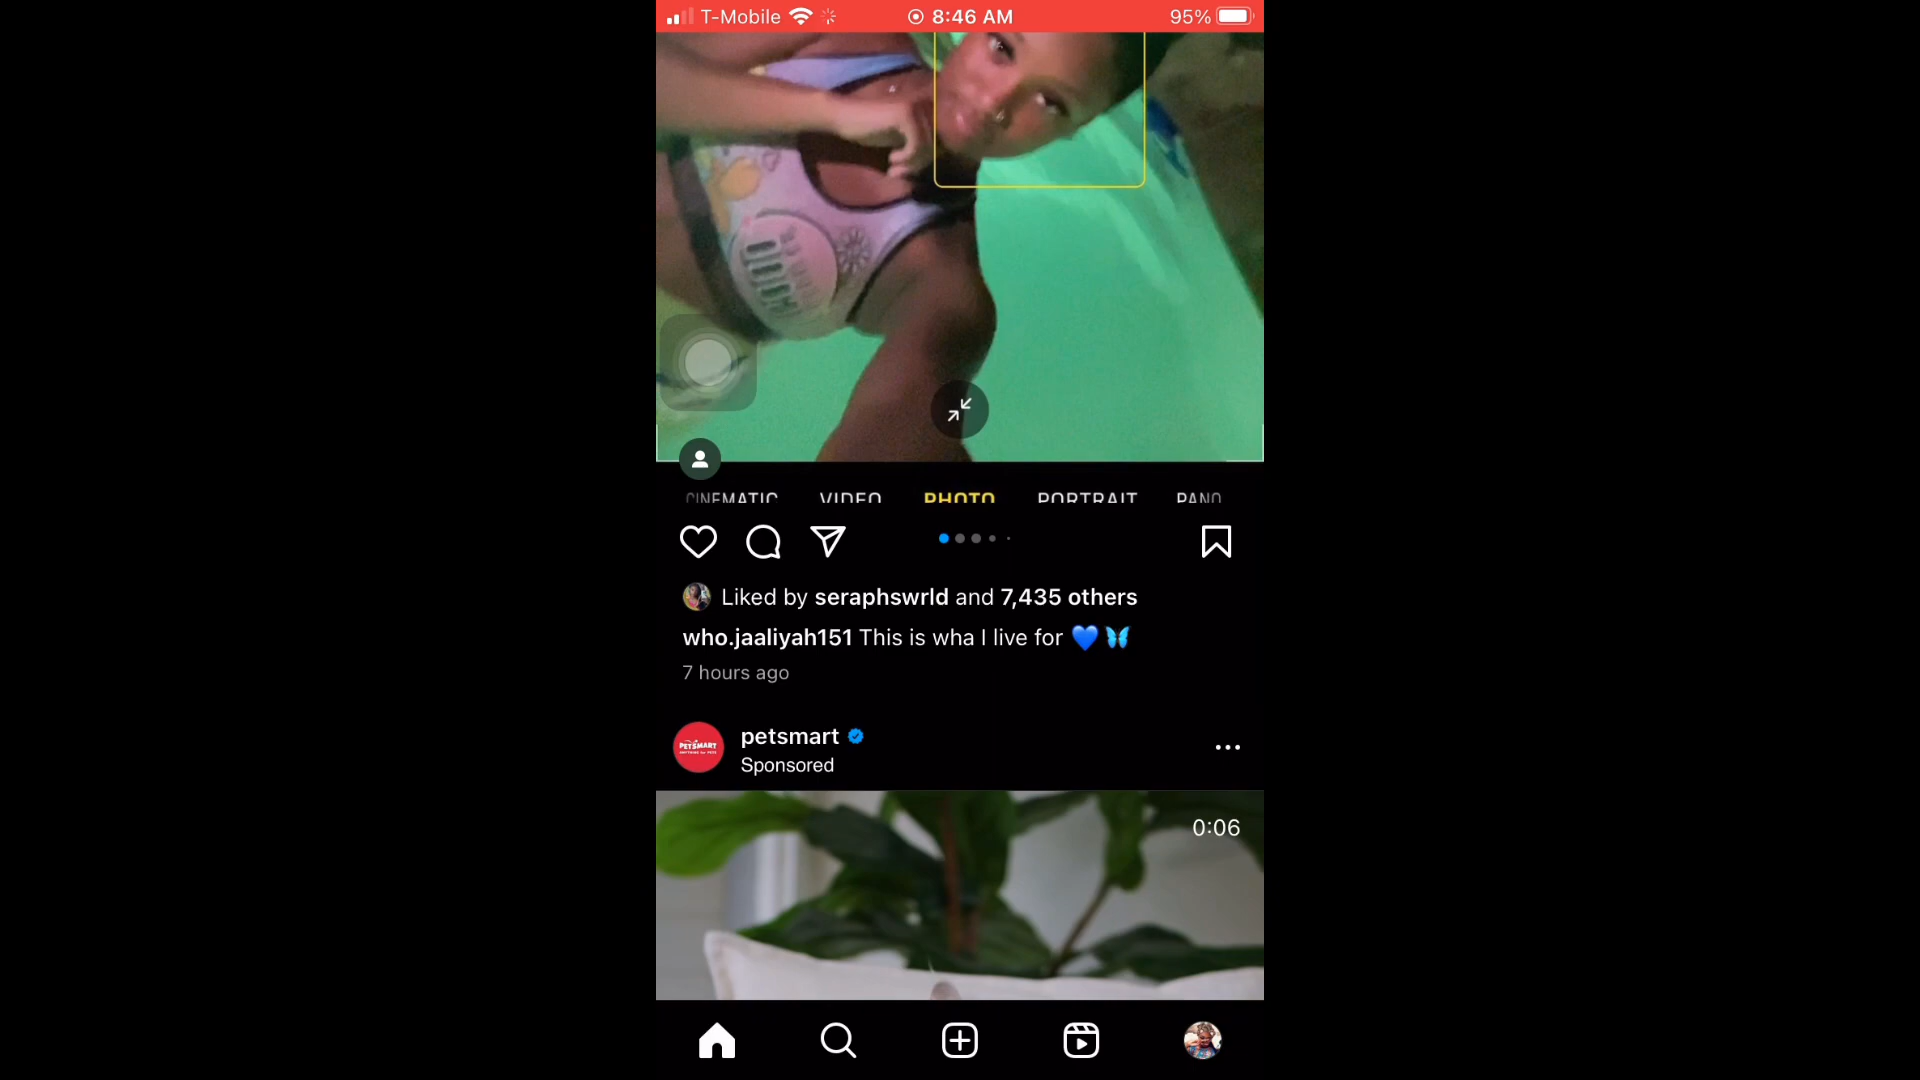 T-Mobile 8:46 AM 95%
CINEMATIC VIDEO PHOTO PORTRAIT PANO
Liked by seraphswrld and 7,435 others
who.jaaliyah151 This is wha I live for 💙🦋
7 hours ago
petsmart
PETSMART
Sponsored
0:06